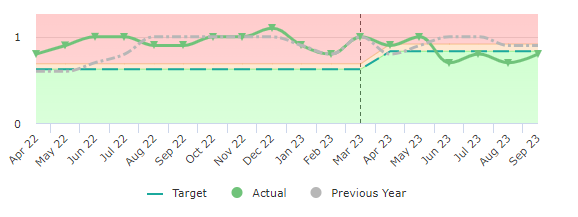 1
0
Apr 22
May 22
Jun 22
Jul 22
Aug 22
Sep 22
Oct 22
Nov 22
Dec 22
Jan 23
Feb 23
Mar 23
Apr 23
May 23
Jun 23
Jul 23
Aug 23
Sep 23
Target Actual Previous Year